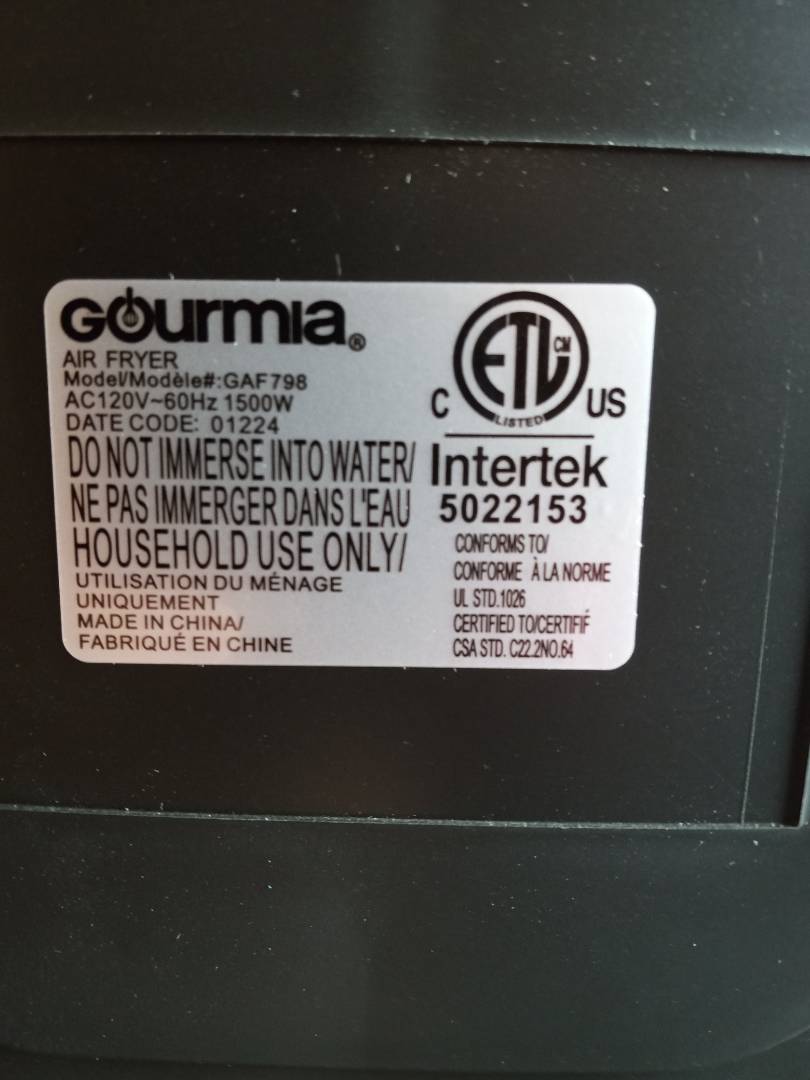 Gourmia®
AIR FRYER
Model/Modèle#:GAF798
AC120V~60Hz 1500W
DATE CODE: 01224
DO NOT IMMERSE INTO WATER/
NE PAS IMMERGER DANS L'EAU
HOUSEHOLD USE ONLY/
UTILISATION DU MÉNAGE
UNIQUEMENT
MADE IN CHINA/
FABRIQUÉ EN CHINE
ETL CM
LISTED
C US
Intertek
5022153
CONFORMS TO/
CONFORME À LA NORME
UL STD.1026
CERTIFIED TO/CERTIFIÉ
CSA STD. C22.2NO.64